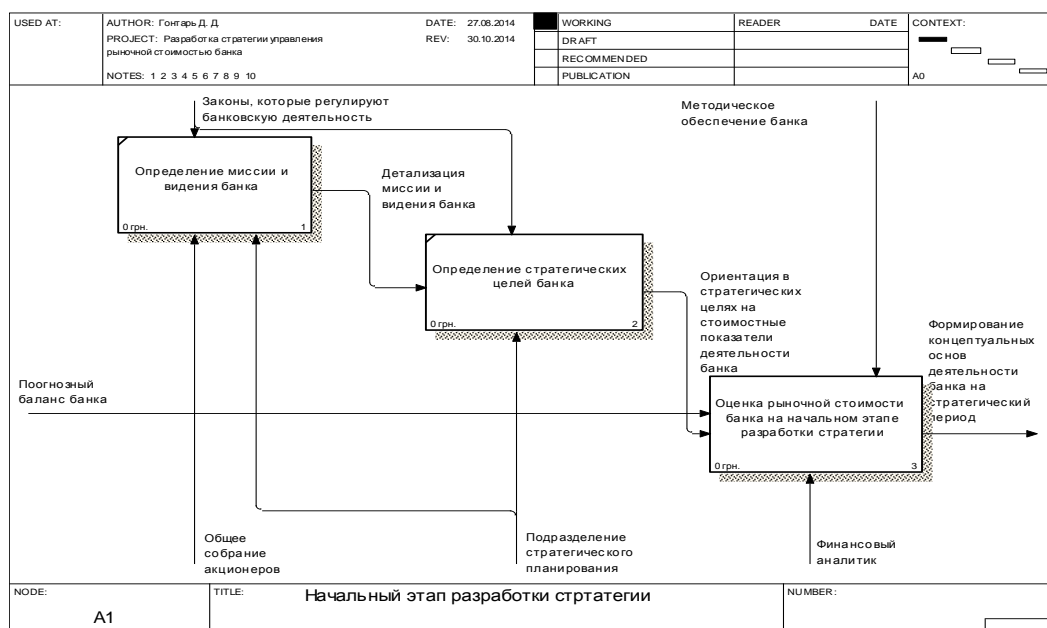 USED AT:
AUTHOR: Гонтарь Д. Д.
DATE: 27.08.2014
WORKING
READER
DATE
CONTEXT:
PROJECT: Разработка стратегии управления
рыночной стоимостью банка
REV: 30.10.2014
DRAFT
RECOMMENDED
NOTES: 1 2 3 4 5 6 7 8 9 10
PUBLICATION
A0
Законы, которые регулируют
банковскую деятельность
Методическое
обеспечение банка
Определение миссии и
видения банка
0 грн.
1
Детализация
миссии и
видения банка
Определение стратегических
целей банка
0 грн.
2
Ориентация в
стратегических
целях на
стоимостные
показатели
деятельности
банка
Формирование
концептуальных
основ
деятельности
банка на
стратегический
период
Поогнозный
баланс банка
Оценка рыночной стоимости
банка на начальном этапе
разработки стратегии
0 грн.
3
Общее
собрание
акционеров
Подразделение
стратегического
планирования
Финансовый
аналитик
NODE:
A1
TITLE:
Начальный этап разработки стртатегии
NUMBER: